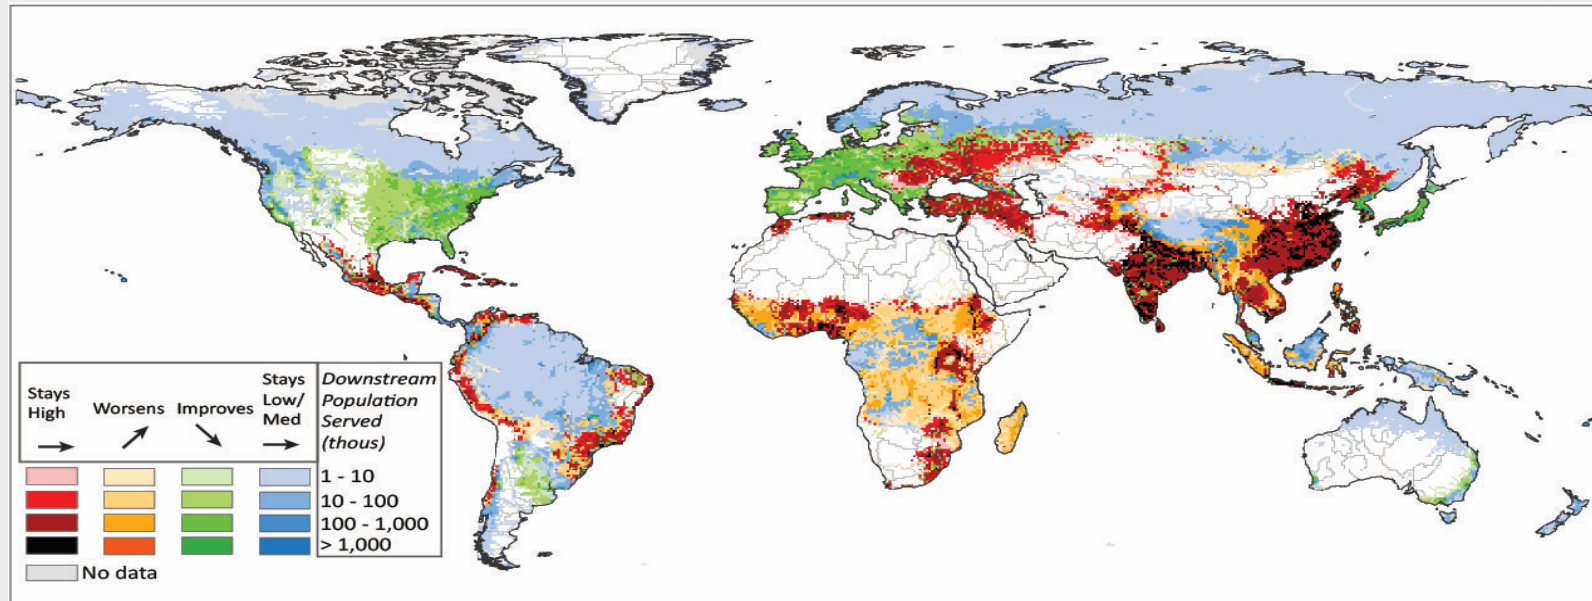 Stays High
Worsens
Improves
Stays Low/ Med
Downstream Population Served (thous)
1 - 10
10 - 100
100 - 1,000
> 1,000
No data